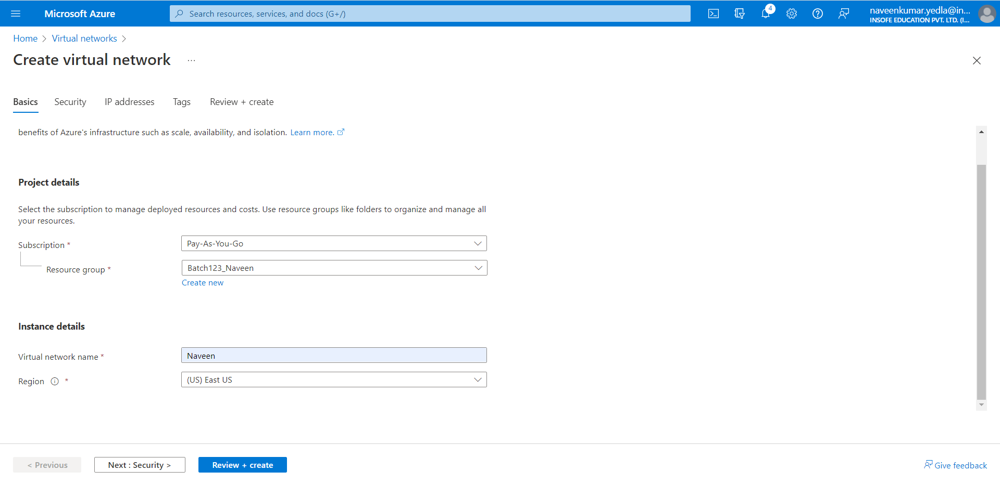 Microsoft Azure
Search resources, services, and docs (G+/)
4
naveenkumar.yedla@in...
INSOFE EDUCATION PVT. LTD. (I...
Home > Virtual networks >
Create virtual network ...
Basics Security IP addresses Tags Review + create
benefits of Azure's infrastructure such as scale, availability, and isolation. Learn more.
Project details
Select the subscription to manage deployed resources and costs. Use resource groups like folders to organize and manage all
your resources.
Subscription * Pay-As-You-Go
Resource group * Batch123_Naveen
Create new
Instance details
Virtual network name * Naveen
Region * (US) East US
< Previous Next : Security > Review + create Give feedback